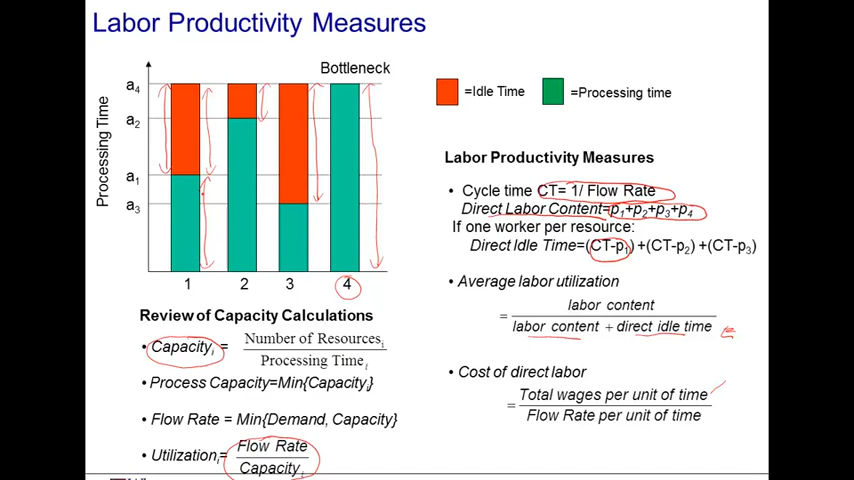 Labor Productivity Measures
Bottleneck
Processing Time
a4
a2
a1
a3
1 2 3 4
=Idle Time =Processing time
Review of Capacity Calculations
• Capacityi = Number of Resourcesi
Processing Timei
• Process Capacity=Min{Capacityi}
• Flow Rate = Min{Demand, Capacity}
• Utilizationi= Flow Rate
Capacityi
Labor Productivity Measures
• Cycle time CT= 1/ Flow Rate
Direct Labor Content=p1+p2+p3+p4
If one worker per resource:
Direct Idle Time=(CT-p1) +(CT-p2) +(CT-p3)
• Average labor utilization
= labor content
labor content + direct idle time
• Cost of direct labor
= Total wages per unit of time
Flow Rate per unit of time